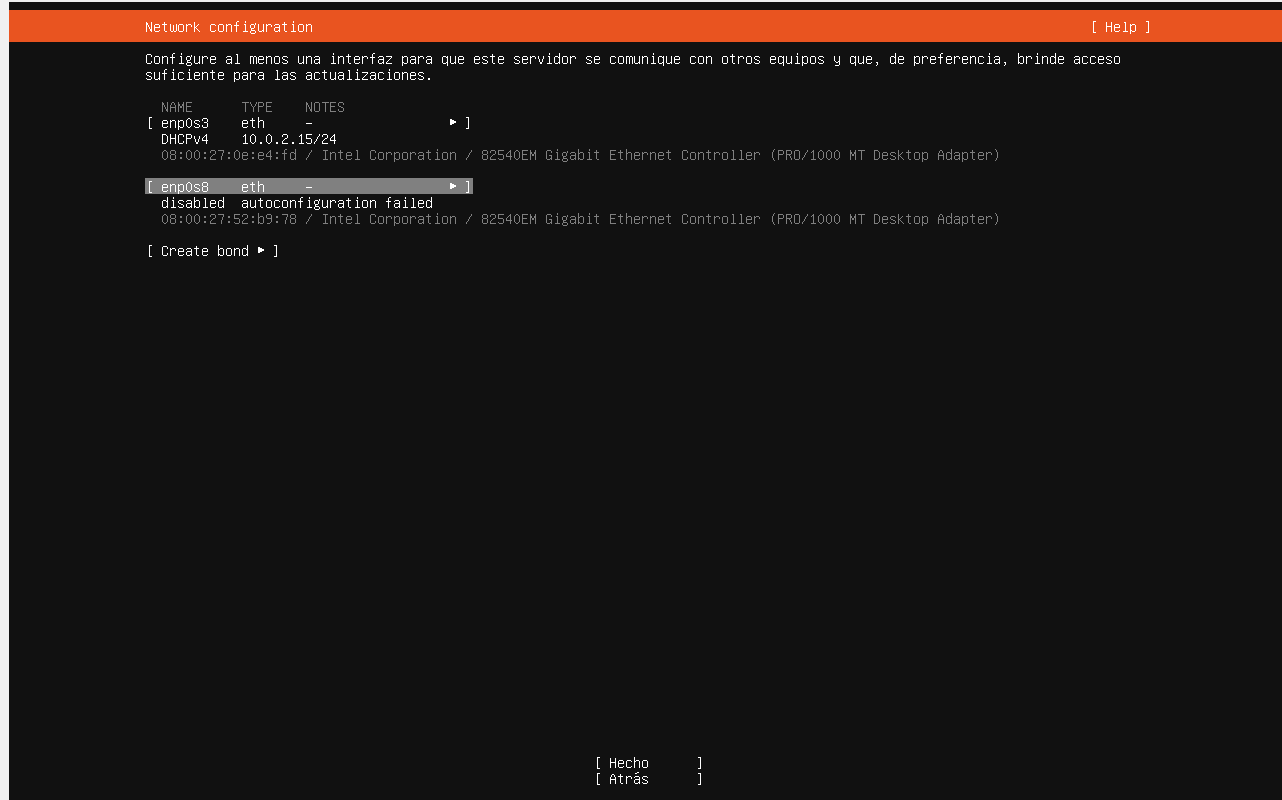 Network configuration [ Help ]
Configure al menos una interfaz para que este servidor se comunique con otros equipos y que, de preferencia, brinde acceso
suficiente para las actualizaciones.
NAME TYPE NOTES
[ enp0s3 eth – ▸ ]
DHCPv4 10.0.2.15/24
08:00:27:0e:e4:fd / Intel Corporation / 82540EM Gigabit Ethernet Controller (PRO/1000 MT Desktop Adapter)
[ enp0s8 eth – ▸ ]
disabled autoconfiguration failed
08:00:27:52:b9:78 / Intel Corporation / 82540EM Gigabit Ethernet Controller (PRO/1000 MT Desktop Adapter)
[ Create bond ▸ ]
[ Hecho ]
[ Atrás ]